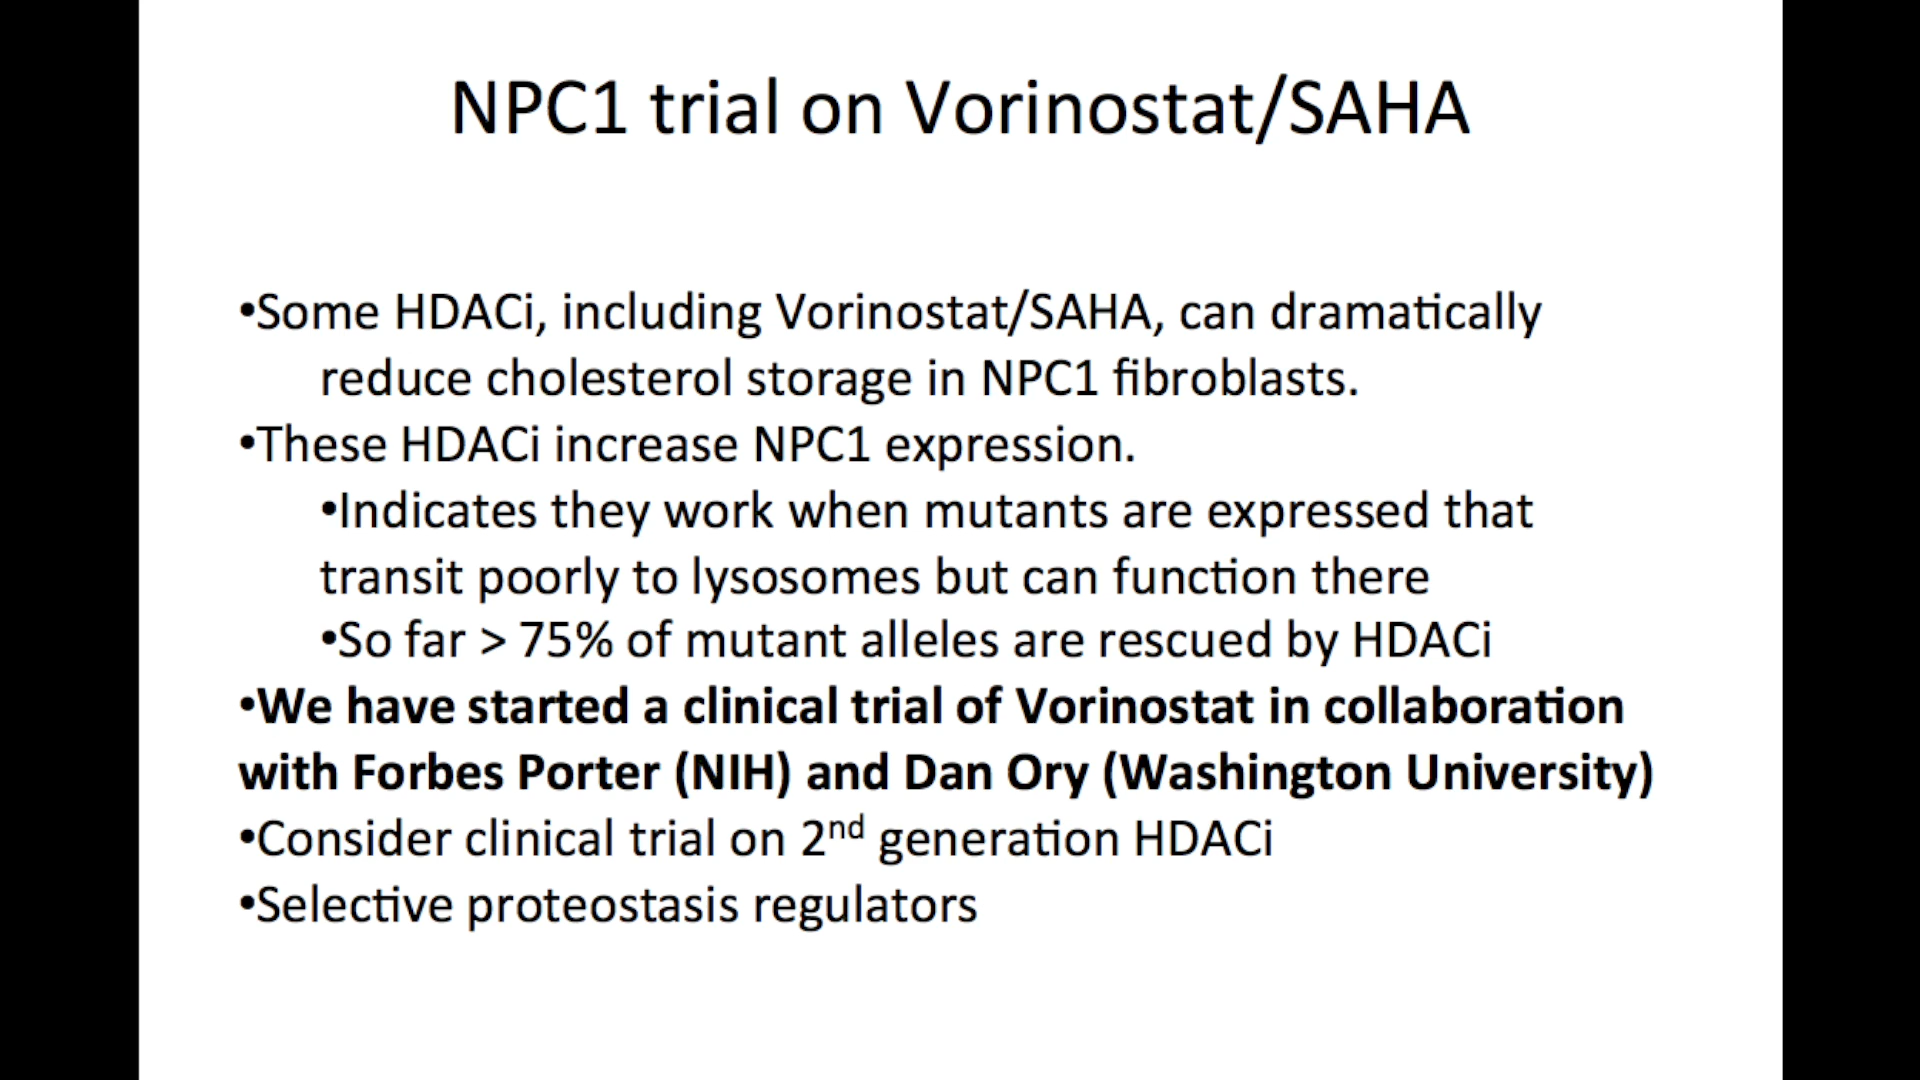 NPC1 trial on Vorinostat/SAHA
•Some HDACi, including Vorinostat/SAHA, can dramatically
reduce cholesterol storage in NPC1 fibroblasts.
•These HDACi increase NPC1 expression.
•Indicates they work when mutants are expressed that
transit poorly to lysosomes but can function there
•So far > 75% of mutant alleles are rescued by HDACi
•We have started a clinical trial of Vorinostat in collaboration
with Forbes Porter (NIH) and Dan Ory (Washington University)
•Consider clinical trial on 2nd generation HDACi
•Selective proteostasis regulators